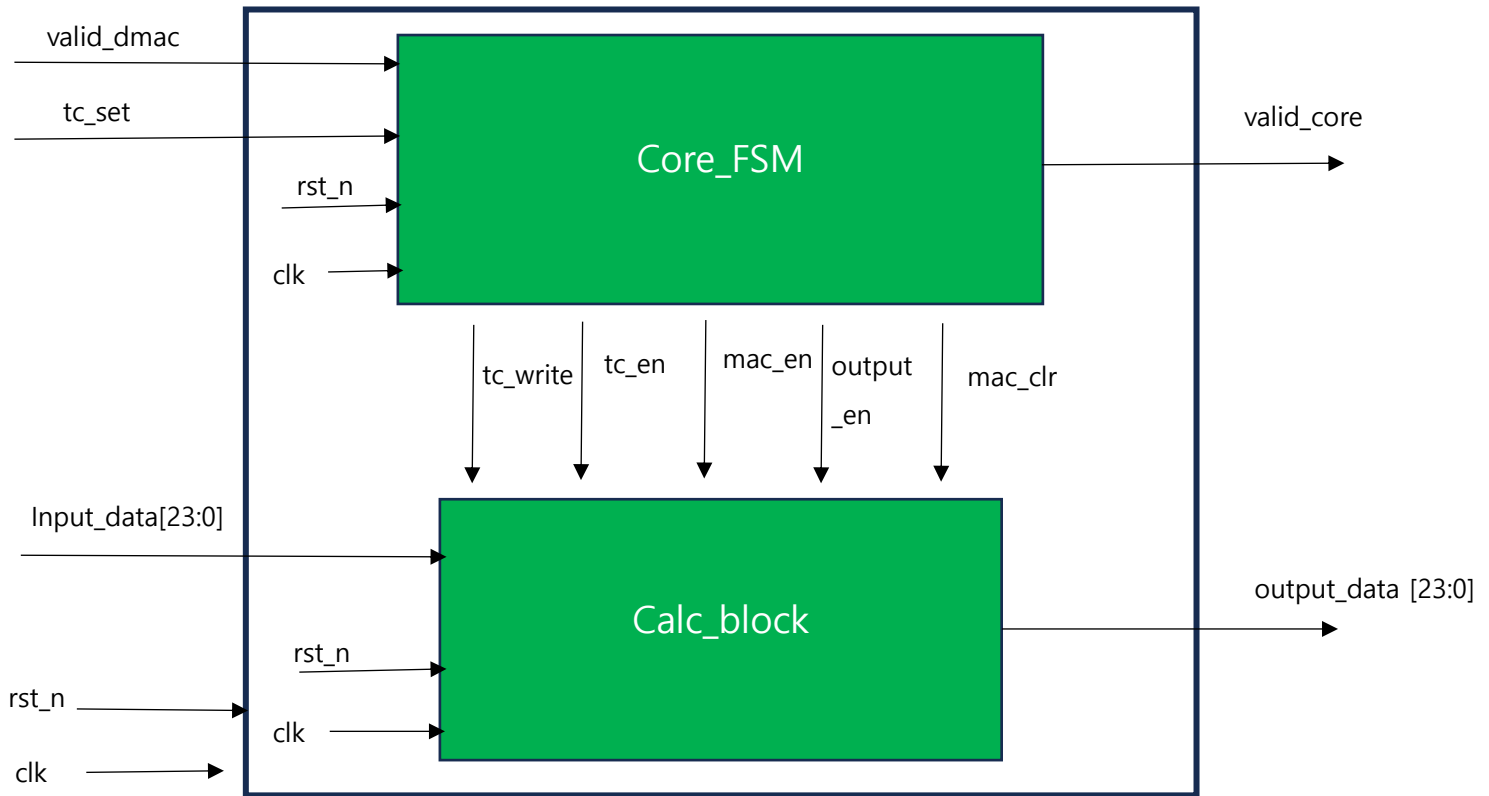 valid_dmac
tc_set
valid_core
Core_FSM
rst_n
clk
tc_write
tc_en
mac_en
output
_en
mac_clr
Input_data[23:0]
output_data [23:0]
Calc_block
rst_n
rst_n
clk
clk